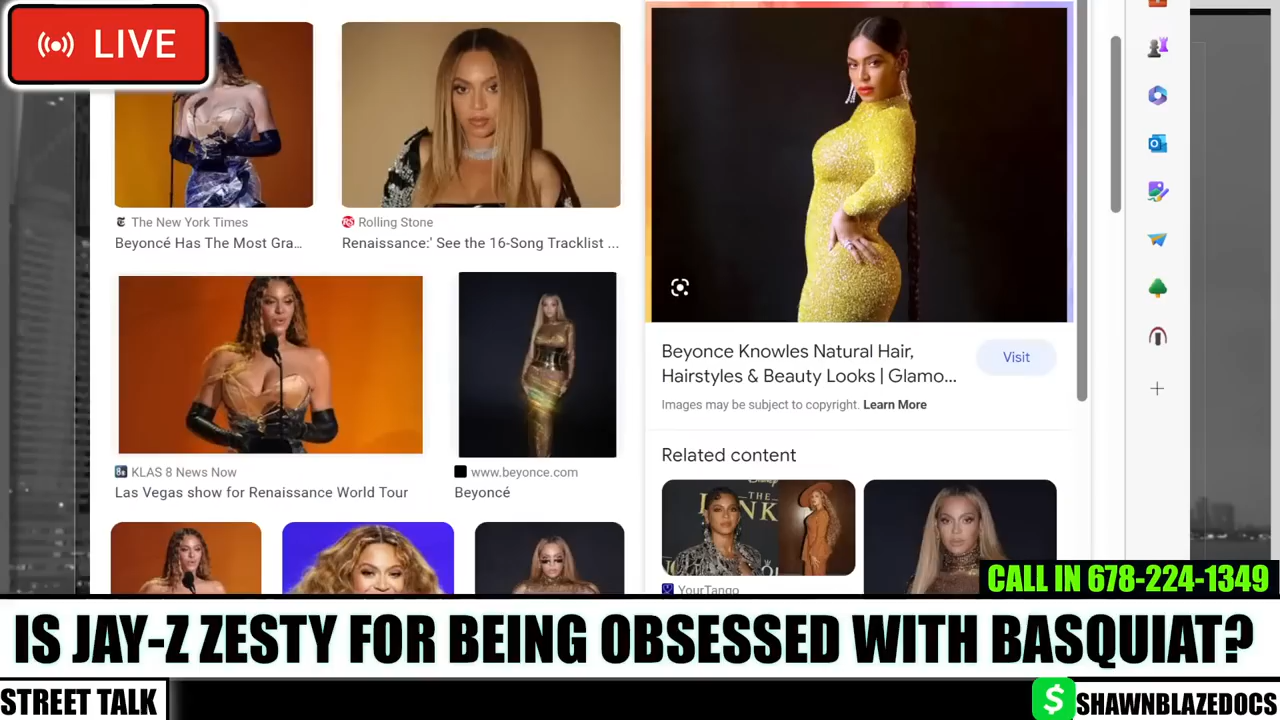 LIVE
The New York Times
Beyoncé Has The Most Gra...
Rolling Stone
Renaissance:' See the 16-Song Tracklist ...
KLAS 8 News Now
Las Vegas show for Renaissance World Tour
www.beyonce.com
Beyoncé
Beyonce Knowles Natural Hair,
Hairstyles & Beauty Looks | Glamo...
Visit
Images may be subject to copyright. Learn More
Related content
THE
YourTango
CALL IN 678-224-1349
IS JAY-Z ZESTY FOR BEING OBSESSED WITH BASQUIAT?
STREET TALK
$ SHAWNBLAZEDOCS